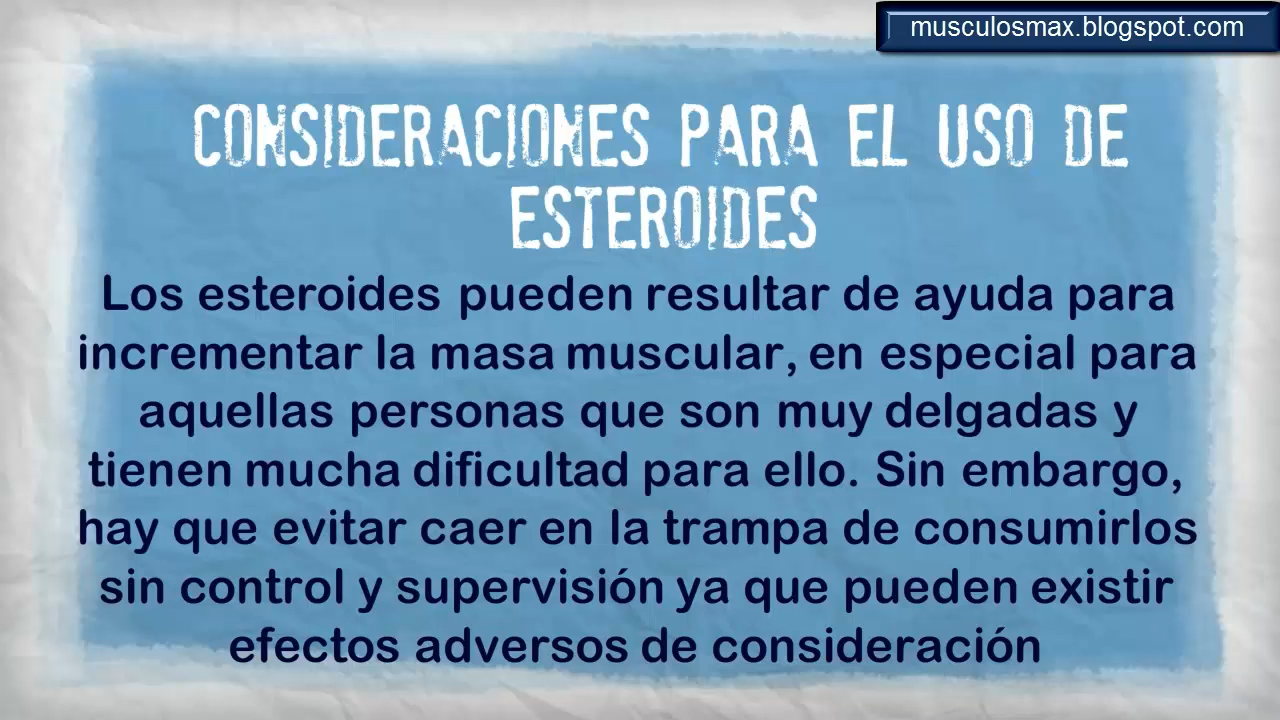 musculosmax.blogspot.com
CONSIDERACIONES PARA EL USO DE
ESTEROIDES
Los esteroides pueden resultar de ayuda para
incrementar la masa muscular, en especial para
aquellas personas que son muy delgadas y
tienen mucha dificultad para ello. Sin embargo,
hay que evitar caer en la trampa de consumirlos
sin control y supervisión ya que pueden existir
efectos adversos de consideración